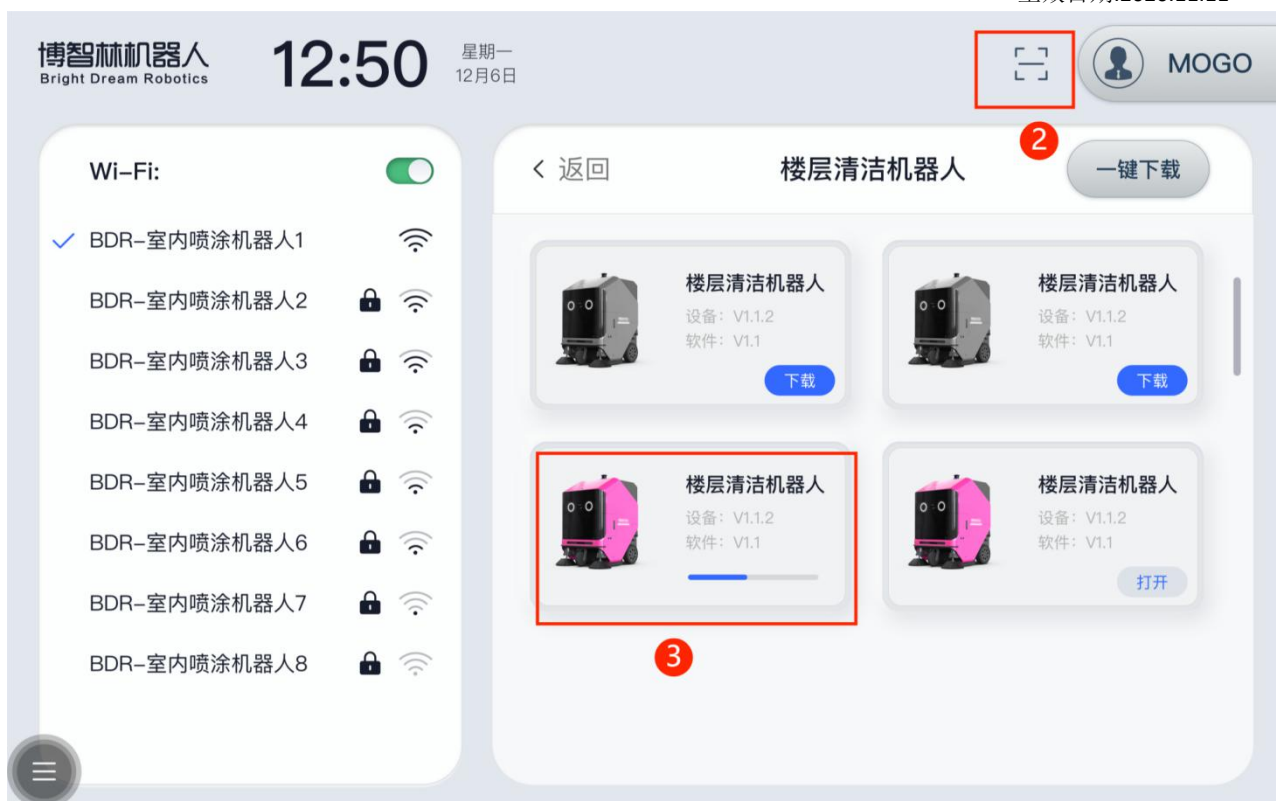 博智林机器人
Bright Dream Robotics
12:50
星期一
12月6日
MOGO
2
Wi–Fi:
BDR–室内喷涂机器人1
BDR–室内喷涂机器人2
BDR–室内喷涂机器人3
BDR–室内喷涂机器人4
BDR–室内喷涂机器人5
BDR–室内喷涂机器人6
BDR–室内喷涂机器人7
BDR–室内喷涂机器人8
返回
楼层清洁机器人
一键下载
楼层清洁机器人
设备：V1.1.2
软件：V1.1
下载
楼层清洁机器人
设备：V1.1.2
软件：V1.1
下载
楼层清洁机器人
设备：V1.1.2
软件：V1.1
楼层清洁机器人
设备：V1.1.2
软件：V1.1
打开
3